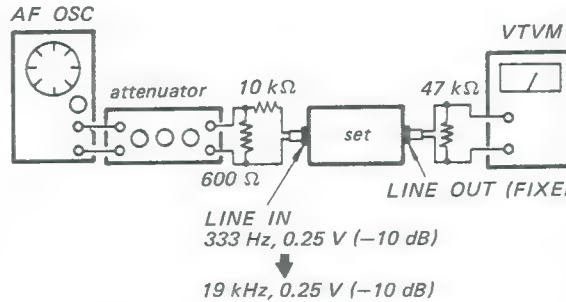 AF OSC
VTVM
attenuator
10 kΩ
47 kΩ
set
600 Ω
LINE OUT (FIXE
LINE IN
333 Hz, 0.25 V (−10 dB)
19 kHz, 0.25 V (−10 dB)